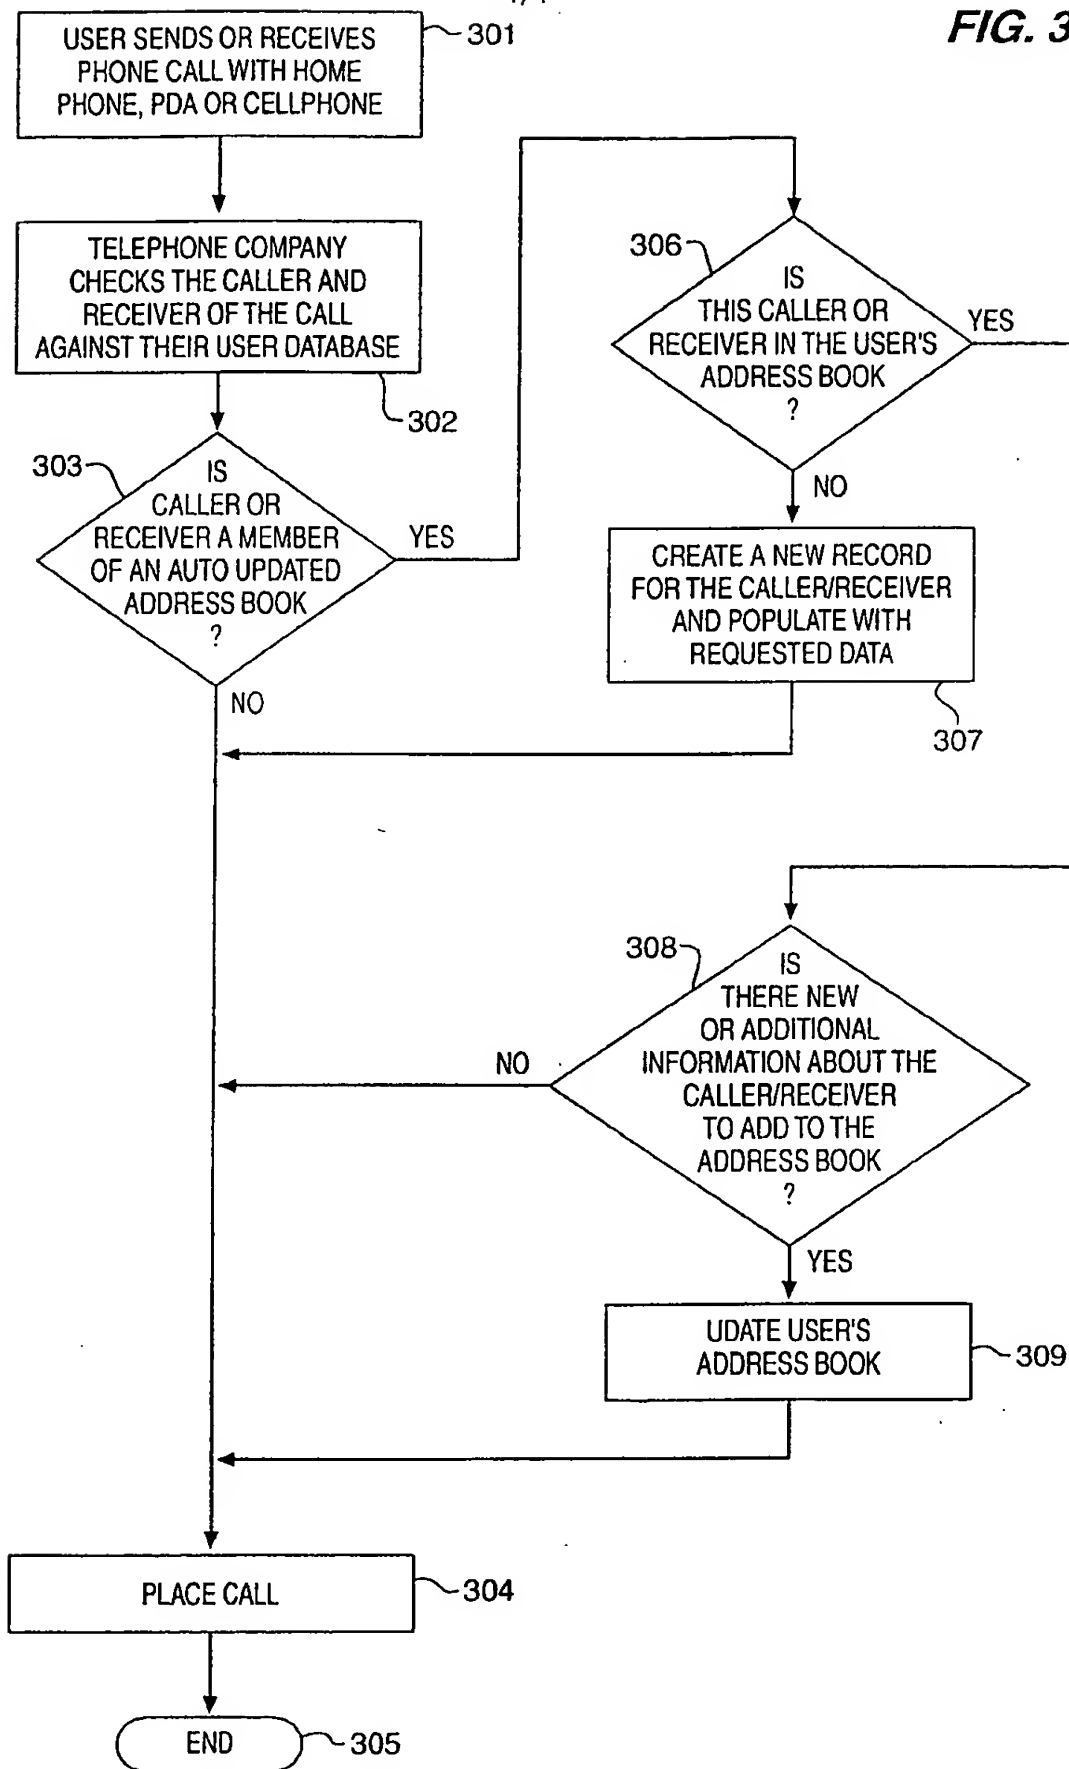 FIG. 3
USER SENDS OR RECEIVES
PHONE CALL WITH HOME
PHONE, PDA OR CELLPHONE
301
TELEPHONE COMPANY
CHECKS THE CALLER AND
RECEIVER OF THE CALL
AGAINST THEIR USER DATABASE
302
303
IS
CALLER OR
RECEIVER A MEMBER
OF AN AUTO UPDATED
ADDRESS BOOK
?
YES
NO
306
IS
THIS CALLER OR
RECEIVER IN THE USER'S
ADDRESS BOOK
?
YES
NO
CREATE A NEW RECORD
FOR THE CALLER/RECEIVER
AND POPULATE WITH
REQUESTED DATA
307
308
IS
THERE NEW
OR ADDITIONAL
INFORMATION ABOUT THE
CALLER/RECEIVER
TO ADD TO THE
ADDRESS BOOK
?
NO
YES
UDATE USER'S
ADDRESS BOOK
309
PLACE CALL
304
END
305